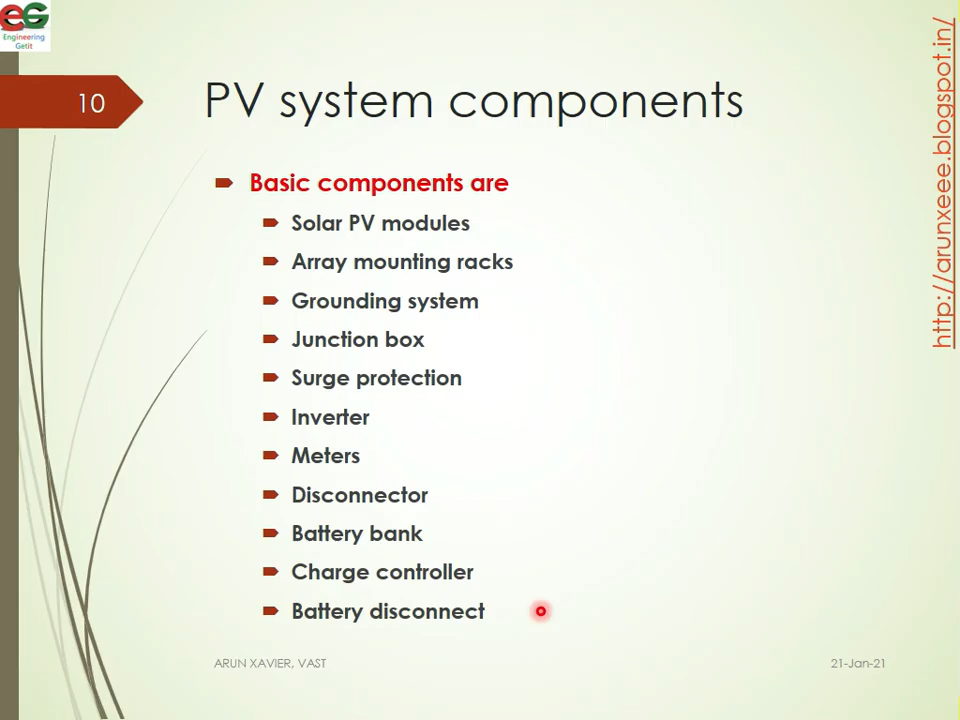 EG
Engineering
Getit
10
PV system components
http://arunxeee.blogspot.in/
Basic components are
Solar PV modules
Array mounting racks
Grounding system
Junction box
Surge protection
Inverter
Meters
Disconnector
Battery bank
Charge controller
Battery disconnect
ARUN XAVIER, VAST
21-Jan-21